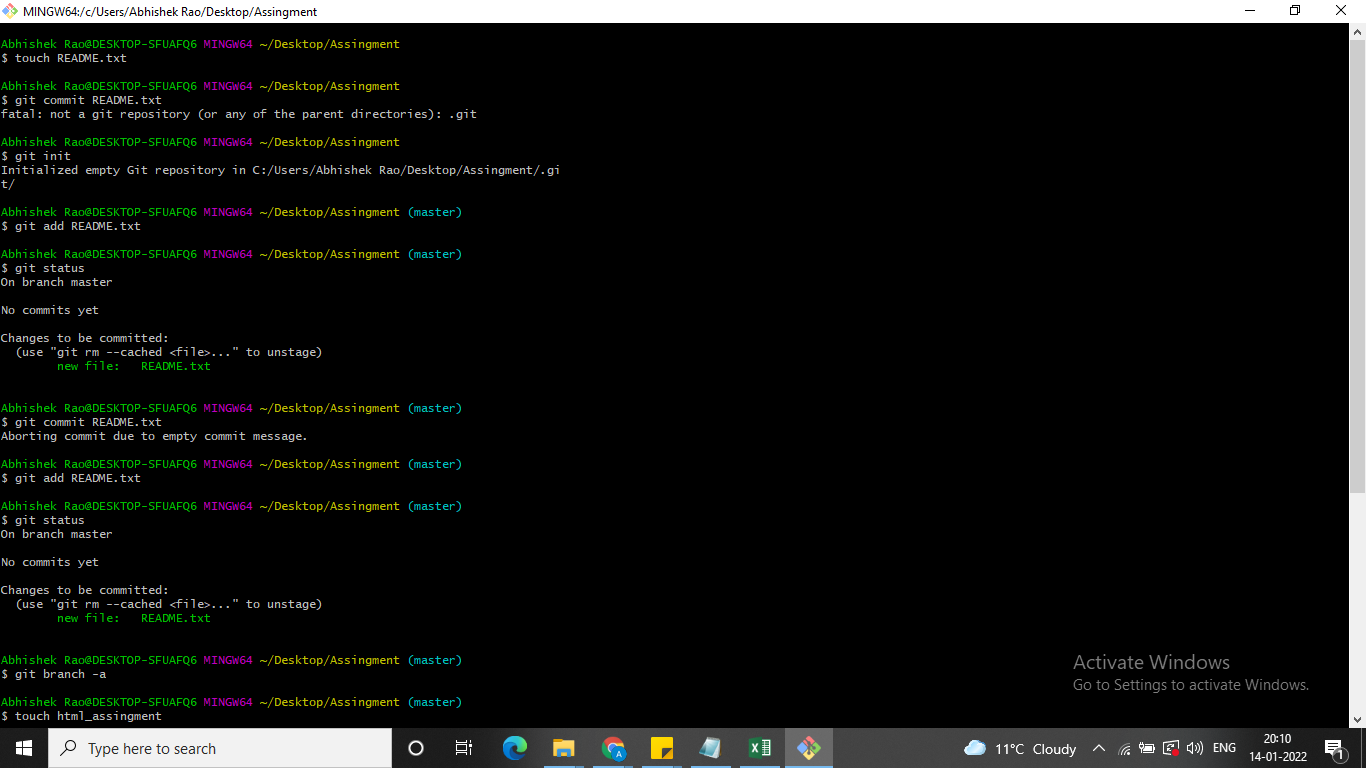 MINGW64:/c/Users/Abhishek Rao/Desktop/Assingment
Abhishek Rao@DESKTOP-SFUAFQ6 MINGW64 ~/Desktop/Assingment
$ touch README.txt
Abhishek Rao@DESKTOP-SFUAFQ6 MINGW64 ~/Desktop/Assingment
$ git commit README.txt
fatal: not a git repository (or any of the parent directories): .git
Abhishek Rao@DESKTOP-SFUAFQ6 MINGW64 ~/Desktop/Assingment
$ git init
Initialized empty Git repository in C:/Users/Abhishek Rao/Desktop/Assingment/.gi
t/
Abhishek Rao@DESKTOP-SFUAFQ6 MINGW64 ~/Desktop/Assingment (master)
$ git add README.txt
Abhishek Rao@DESKTOP-SFUAFQ6 MINGW64 ~/Desktop/Assingment (master)
$ git status
On branch master
No commits yet
Changes to be committed:
(use "git rm --cached <file>..." to unstage)
new file:   README.txt
Abhishek Rao@DESKTOP-SFUAFQ6 MINGW64 ~/Desktop/Assingment (master)
$ git commit README.txt
Aborting commit due to empty commit message.
Abhishek Rao@DESKTOP-SFUAFQ6 MINGW64 ~/Desktop/Assingment (master)
$ git add README.txt
Abhishek Rao@DESKTOP-SFUAFQ6 MINGW64 ~/Desktop/Assingment (master)
$ git status
On branch master
No commits yet
Changes to be committed:
(use "git rm --cached <file>..." to unstage)
new file:   README.txt
Abhishek Rao@DESKTOP-SFUAFQ6 MINGW64 ~/Desktop/Assingment (master)
$ git branch -a
Abhishek Rao@DESKTOP-SFUAFQ6 MINGW64 ~/Desktop/Assingment (master)
$ touch html_assingment
Activate Windows
Go to Settings to activate Windows.
Type here to search
11°C Cloudy
ENG
20:10
14-01-2022
1